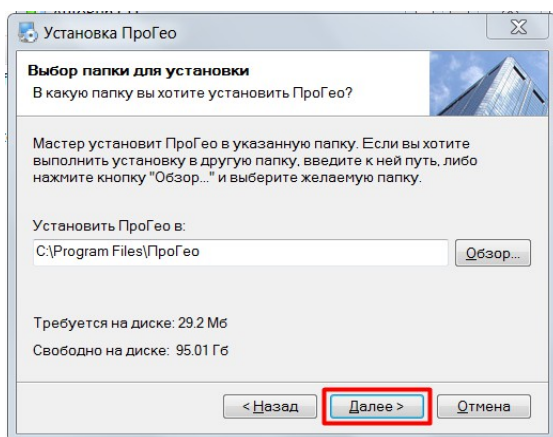 Установка ПроГео
Выбор папки для установки
В какую папку вы хотите установить ПроГео?
Мастер установит ПроГео в указанную папку. Если вы хотите
выполнить установку в другую папку, введите к ней путь, либо
нажмите кнопку "Обзор..." и выберите желаемую папку.
Установить ПроГео в:
C:\Program Files\ПроГео
Обзор...
Требуется на диске: 29.2 Мб
Свободно на диске: 95.01 Гб
< Назад
Далее >
Отмена